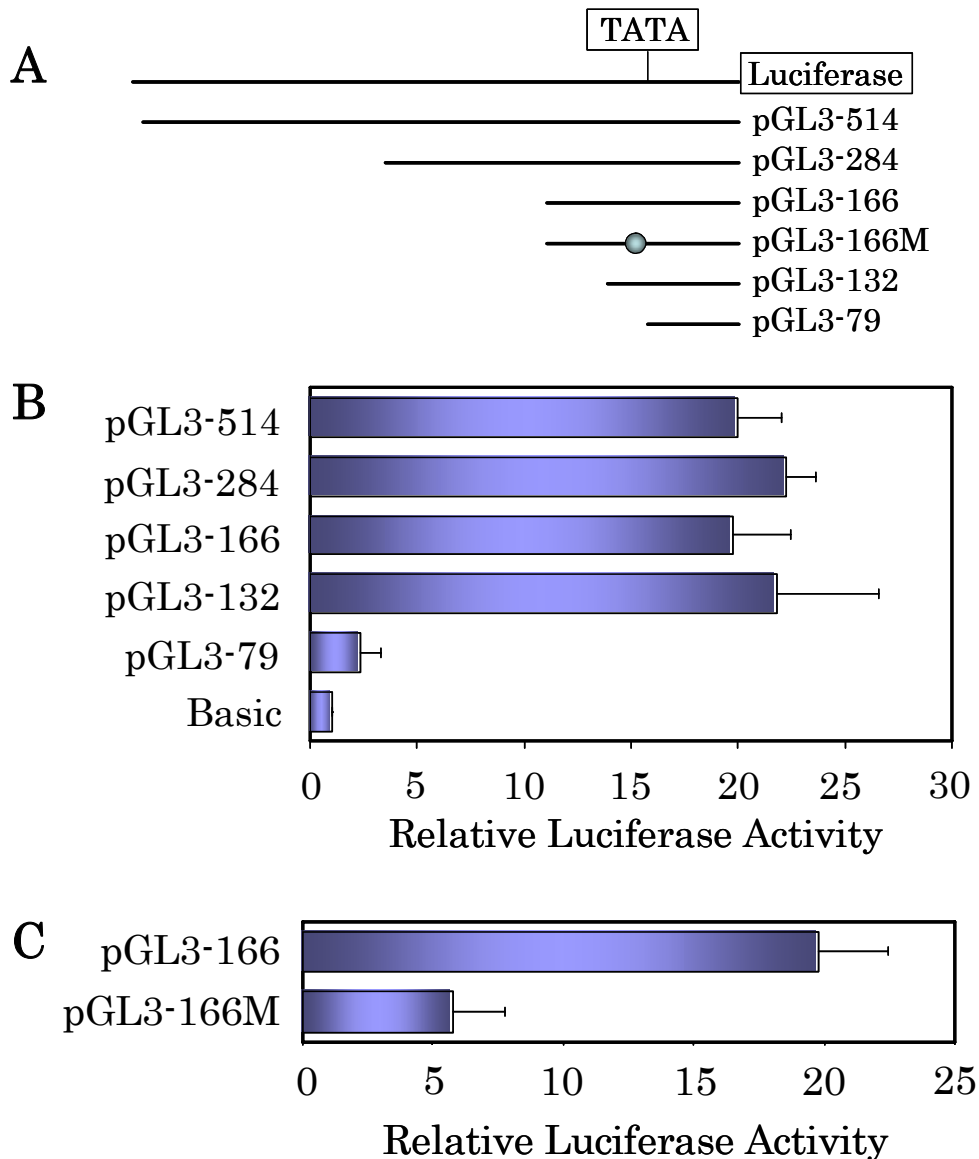 A
TATA
Luciferase
pGL3-514
pGL3-284
pGL3-166
pGL3-166M
pGL3-132
pGL3-79
B
pGL3-514
pGL3-284
pGL3-166
pGL3-132
pGL3-79
Basic
0 5 10 15 20 25 30
Relative Luciferase Activity
C
pGL3-166
pGL3-166M
0 5 10 15 20 25
Relative Luciferase Activity